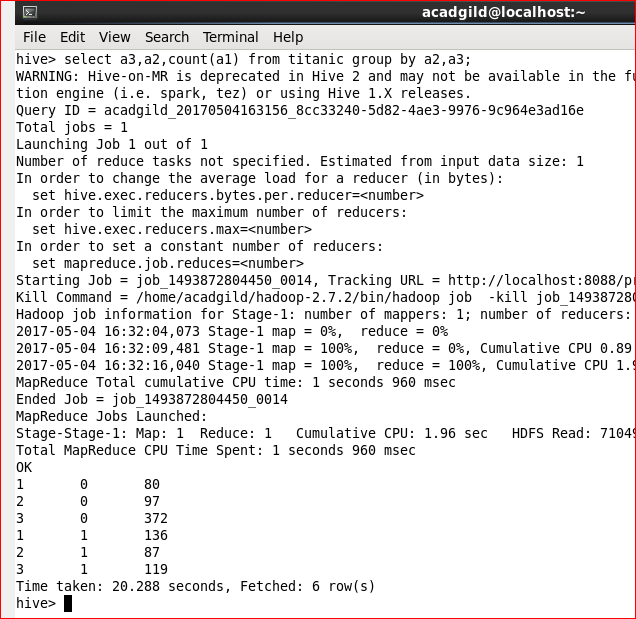 acadgild@localhost:~
File Edit View Search Terminal Help
hive> select a3,a2,count(a1) from titanic group by a2,a3;
WARNING: Hive-on-MR is deprecated in Hive 2 and may not be available in the fu
tion engine (i.e. spark, tez) or using Hive 1.X releases.
Query ID = acadgild_20170504163156_8cc33240-5d82-4ae3-9976-9c964e3ad16e
Total jobs = 1
Launching Job 1 out of 1
Number of reduce tasks not specified. Estimated from input data size: 1
In order to change the average load for a reducer (in bytes):
  set hive.exec.reducers.bytes.per.reducer=<number>
In order to limit the maximum number of reducers:
  set hive.exec.reducers.max=<number>
In order to set a constant number of reducers:
  set mapreduce.job.reduces=<number>
Starting Job = job_1493872804450_0014, Tracking URL = http://localhost:8088/pr
Kill Command = /home/acadgild/hadoop-2.7.2/bin/hadoop job  -kill job_149387280
Hadoop job information for Stage-1: number of mappers: 1; number of reducers:
2017-05-04 16:32:04,073 Stage-1 map = 0%,  reduce = 0%
2017-05-04 16:32:09,481 Stage-1 map = 100%,  reduce = 0%, Cumulative CPU 0.89
2017-05-04 16:32:16,040 Stage-1 map = 100%,  reduce = 100%, Cumulative CPU 1.9
MapReduce Total cumulative CPU time: 1 seconds 960 msec
Ended Job = job_1493872804450_0014
MapReduce Jobs Launched:
Stage-Stage-1: Map: 1  Reduce: 1   Cumulative CPU: 1.96 sec   HDFS Read: 71049
Total MapReduce CPU Time Spent: 1 seconds 960 msec
OK
1       0       80
2       0       97
3       0       372
1       1       136
2       1       87
3       1       119
Time taken: 20.288 seconds, Fetched: 6 row(s)
hive>